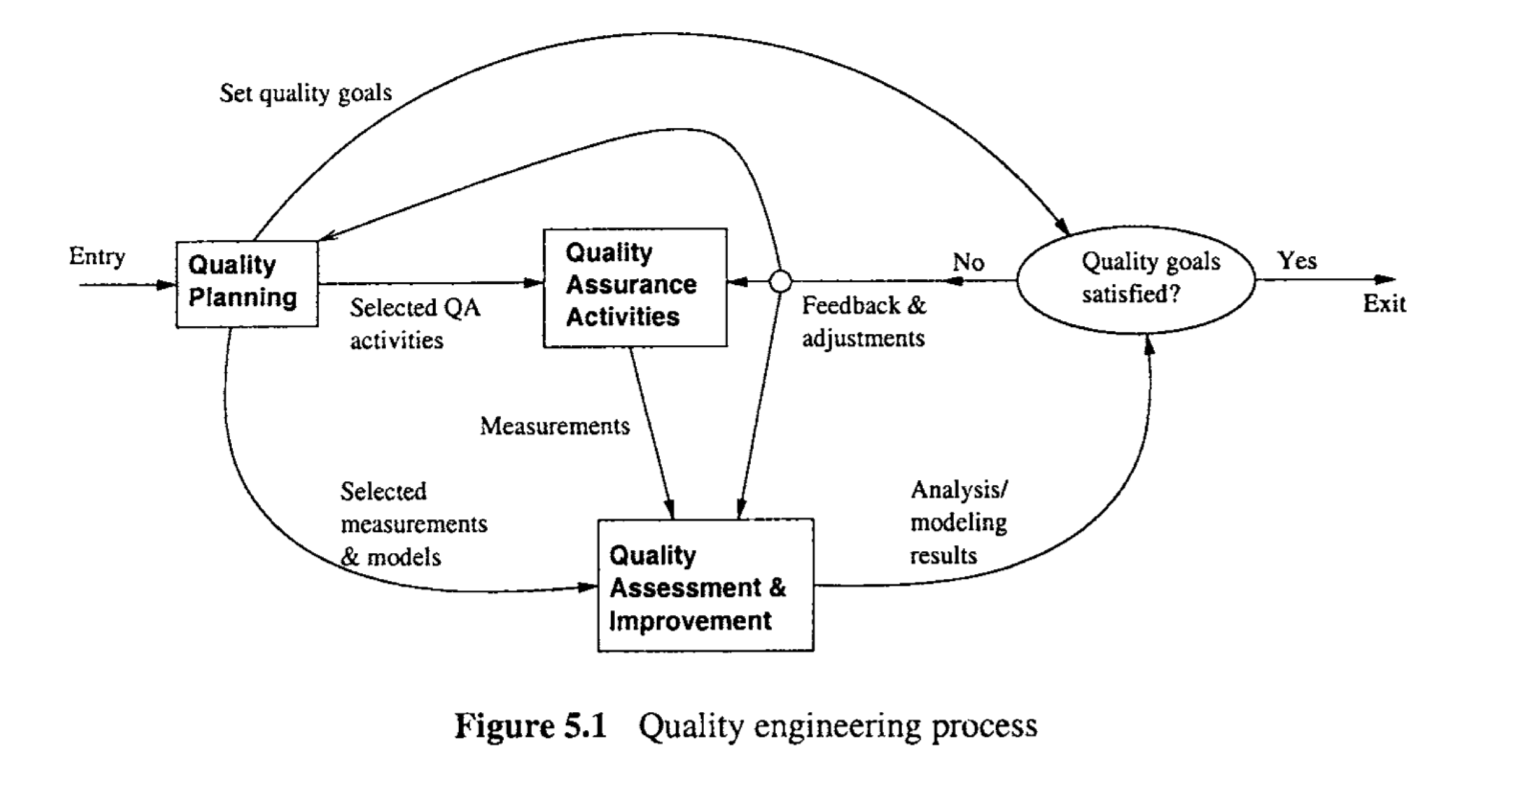 Set quality goals
Entry
Quality
Planning
Selected QA
activities
Quality
Assurance
Activities
No
Feedback &
adjustments
Quality goals
satisfied?
Yes
Exit
Measurements
Selected
measurements
& models
Analysis/
modeling
results
Quality
Assessment &
Improvement
Figure 5.1 Quality engineering process